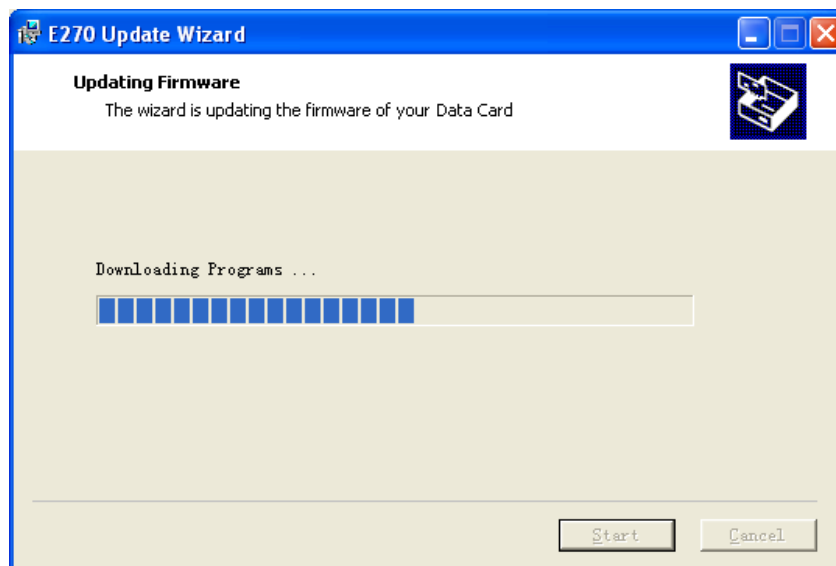 E270 Update Wizard
Updating Firmware
The wizard is updating the firmware of your Data Card
Downloading Programs ...
Start Cancel